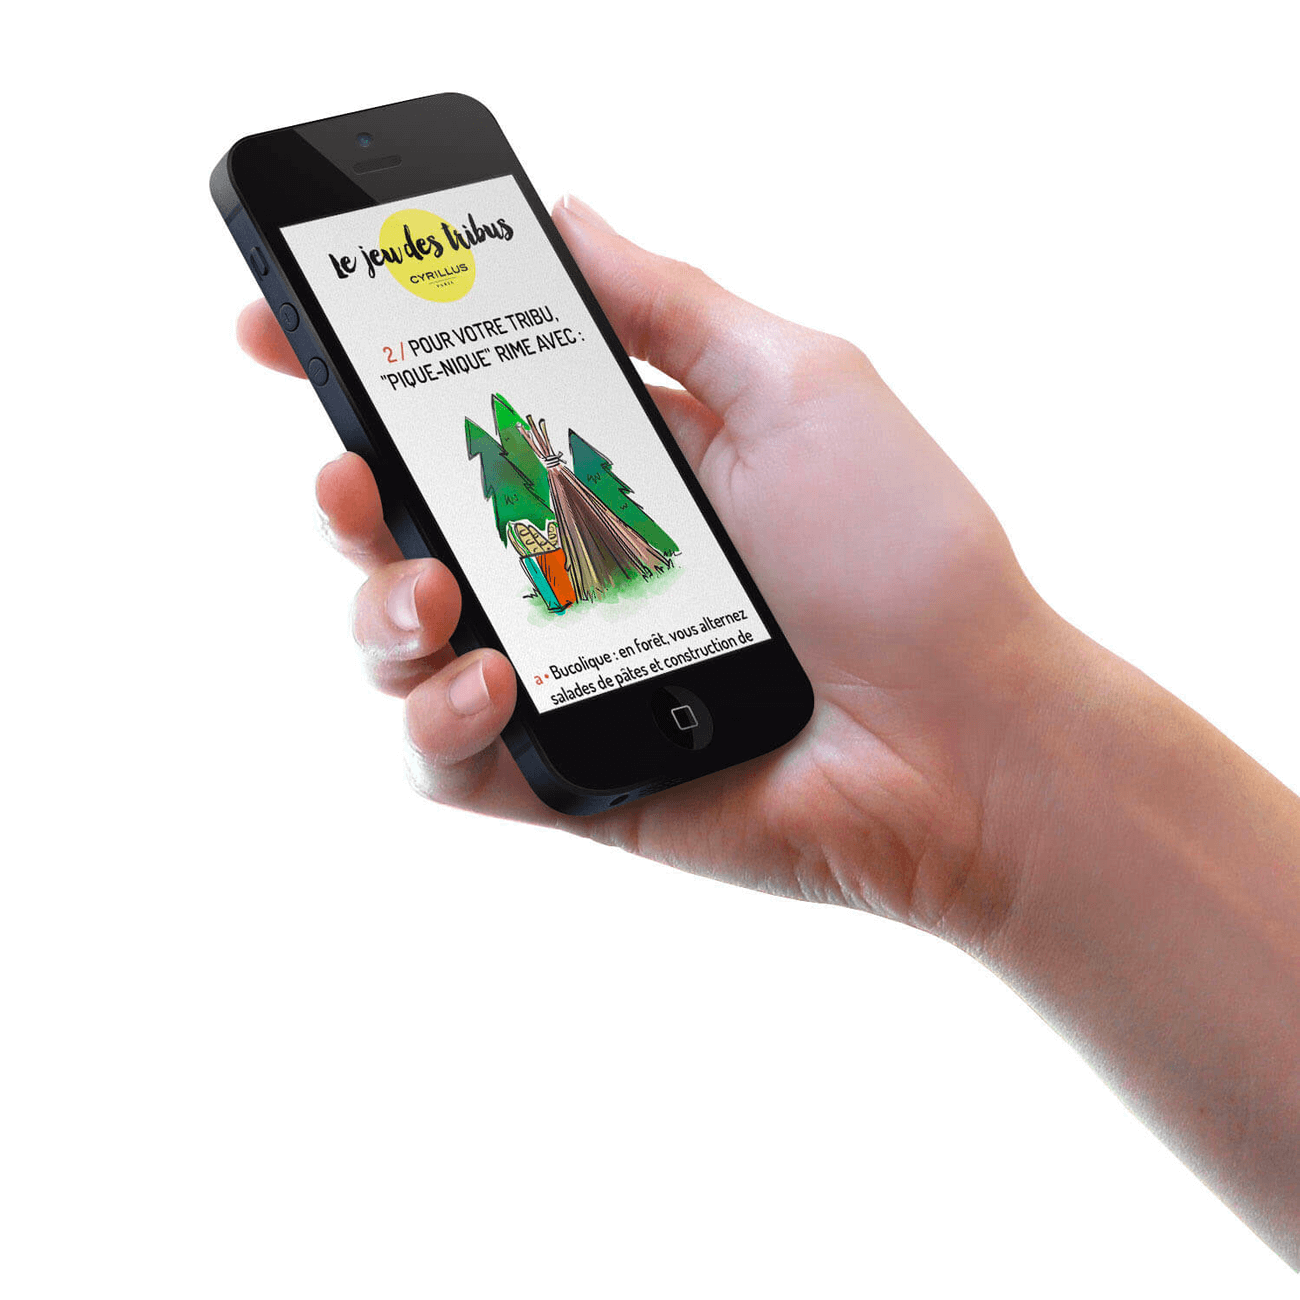 Le jeu des tribus
CYRILLUS
PARIS
2 / POUR VOTRE TRIBU,
"PIQUE-NIQUE" RIME AVEC :
a • Bucolique : en forêt, vous alternez
salades de pâtes et construction de